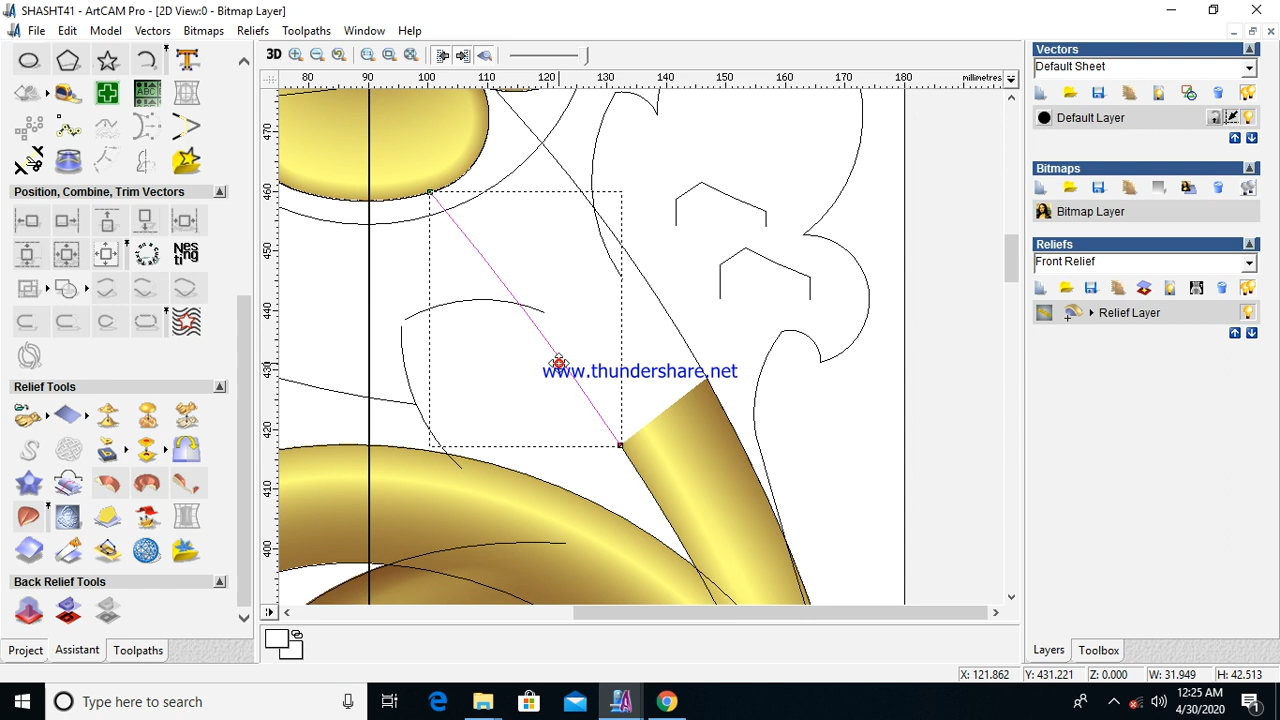 SHASHT41 - ArtCAM Pro - [2D View:0 - Bitmap Layer]
File Edit Model Vectors Bitmaps Reliefs Toolpaths Window Help
3D
80 90 100 110 120 130 140 150 160 170 180 millimetres
470
460
450
440
430
420
410
400
ABC
Position, Combine, Trim Vectors
Nes
ting
Relief Tools
Back Relief Tools
Project Assistant Toolpaths
www.thundershare.net
Vectors
Default Sheet
Default Layer
Bitmaps
Bitmap Layer
Reliefs
Front Relief
Relief Layer
Layers Toolbox
X: 121.862 Y: 431.221 Z: 0.000 W: 31.949 H: 42.513
Type here to search
12:25 AM
4/30/2020
1